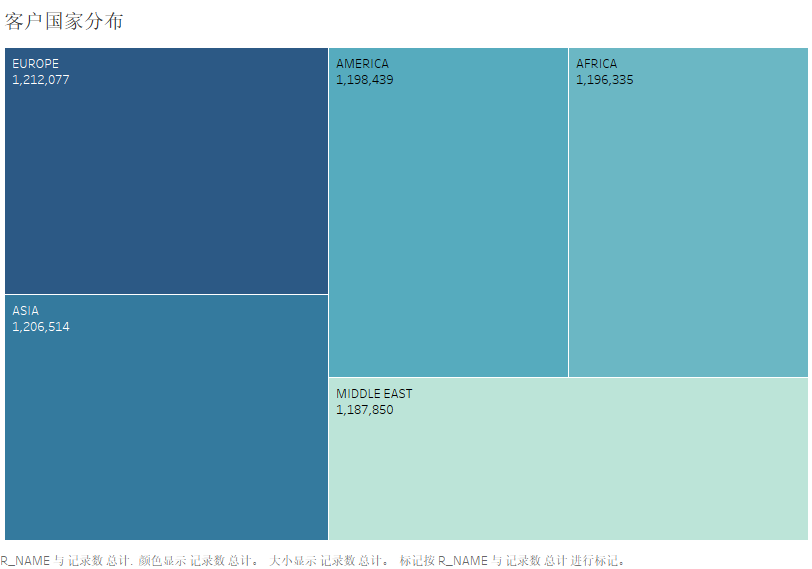 客户国家分布
EUROPE
1,212,077
AMERICA
1,198,439
AFRICA
1,196,335
ASIA
1,206,514
MIDDLE EAST
1,187,850
R_NAME 与 记录数 总计. 颜色显示 记录数 总计。 大小显示 记录数 总计。 标记按 R_NAME 与 记录数 总计 进行标记。